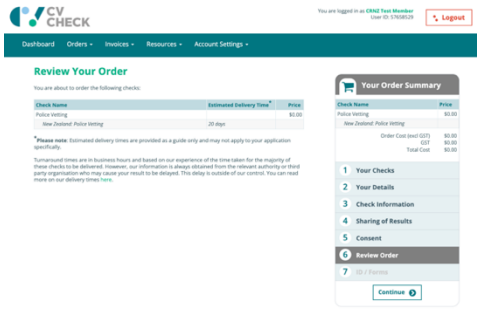 CV
CHECK
You are logged in as CRNZ Test Member
User ID: 57658529
Logout
Dashboard
Orders
Invoices
Resources
Account Settings
Review Your Order
You are about to order the following checks:
Check Name Estimated Delivery Time* Price
Police Vetting $0.00
New Zealand: Police Vetting 20 days
*Please note: Estimated delivery times are provided as a guide only and may not apply to your application
specifically.
Turnaround times are in business hours and based on our experience of the time taken for the majority of
these checks to be delivered. However, our information is always obtained from the relevant authority or third
party organisation who may cause your result to be delayed. This delay is outside of our control. You can read
more on our delivery times here.
Your Order Summary
Check Name Price
Police Vetting $0.00
New Zealand: Police Vetting
Order Cost (excl GST) $0.00
GST $0.00
Total Cost $0.00
1 Your Checks
2 Your Details
3 Check Information
4 Sharing of Results
5 Consent
6 Review Order
7 ID / Forms
Continue